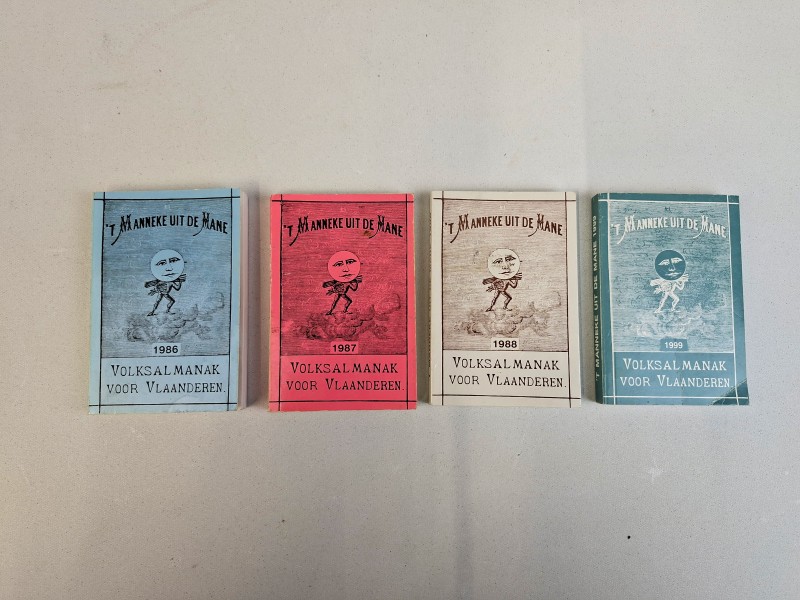 'T MANNEKE UIT DE MANE
1986
VOLKSALMANAK
VOOR VLAANDEREN.
'T MANNEKE UIT DE MANE
1987
VOLKSALMANAK
VOOR VLAANDEREN.
'T MANNEKE UIT DE MANE
1988
VOLKSALMANAK
VOOR VLAANDEREN.
'T MANNEKE UIT DE MANE 1999
'T MANNEKE UIT DE MANE
1999
VOLKSALMANAK
VOOR VLAANDEREN.